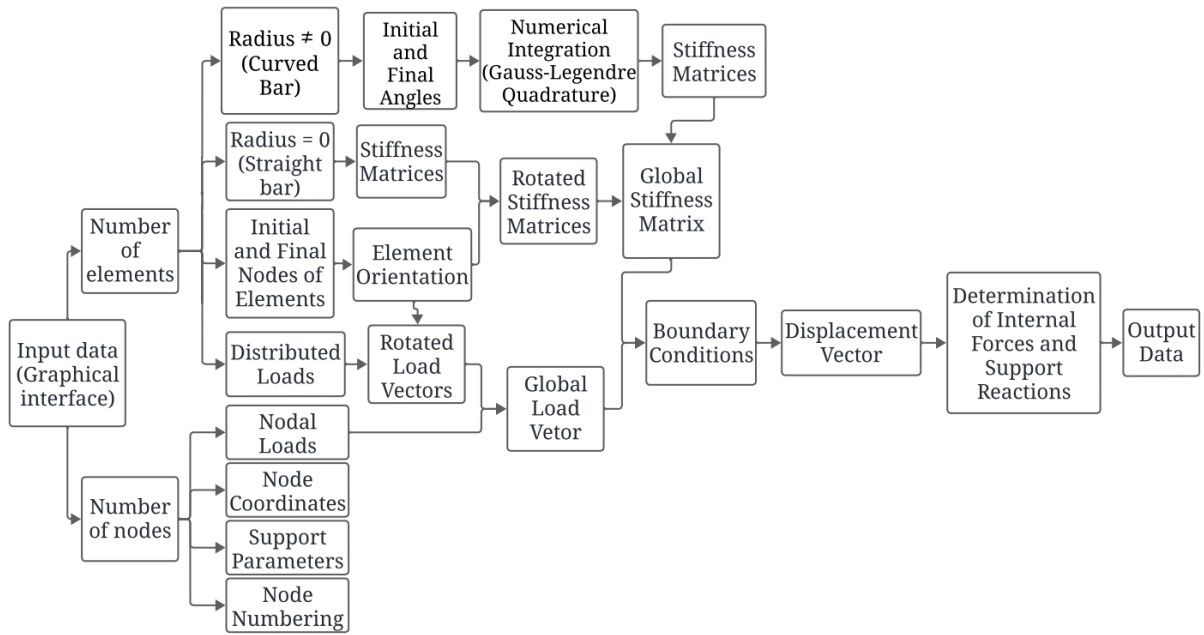 Radius ≠ 0
(Curved
Bar)
Initial
and
Final
Angles
Numerical
Integration
(Gauss-Legendre
Quadrature)
Stiffness
Matrices
Radius = 0
(Straight
bar)
Stiffness
Matrices
Rotated
Stiffness
Matrices
Global
Stiffness
Matrix
Number
of
elements
Initial
and Final
Nodes of
Elements
Element
Orientation
Input data
(Graphical
interface)
Distributed
Loads
Rotated
Load
Vectors
Boundary
Conditions
Displacement
Vector
Determination
of Internal
Forces and
Support
Reactions
Output
Data
Global
Load
Vetor
Nodal
Loads
Number
of nodes
Node
Coordinates
Support
Parameters
Node
Numbering